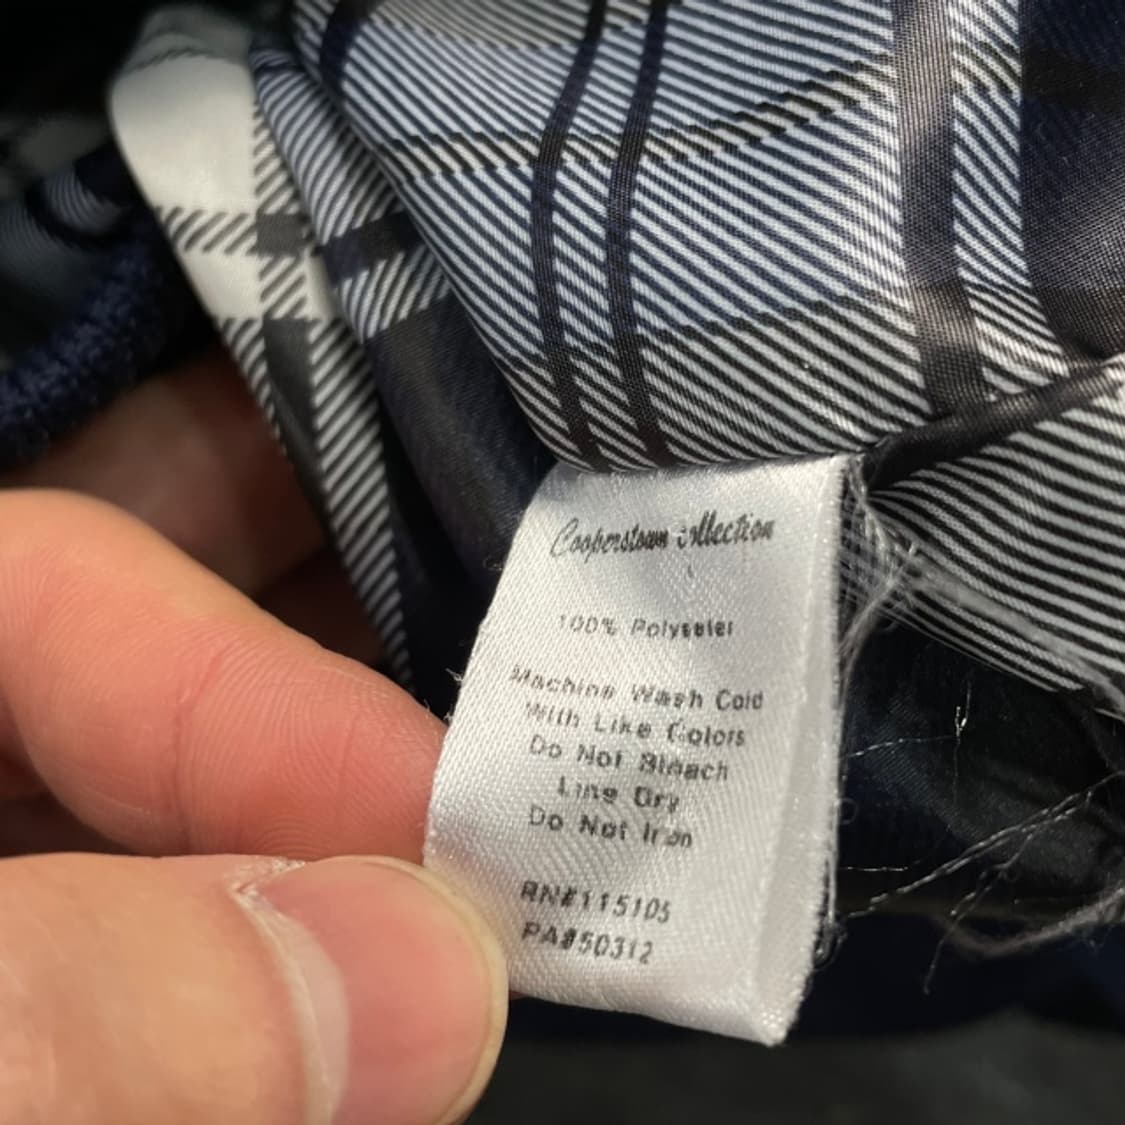 Cooperstown collection
100% Polyseter
Machine Wash Cold
With Like Colors
Do Not Bleach
Line Dry
Do Not Iron
RN#115105
PA#50312